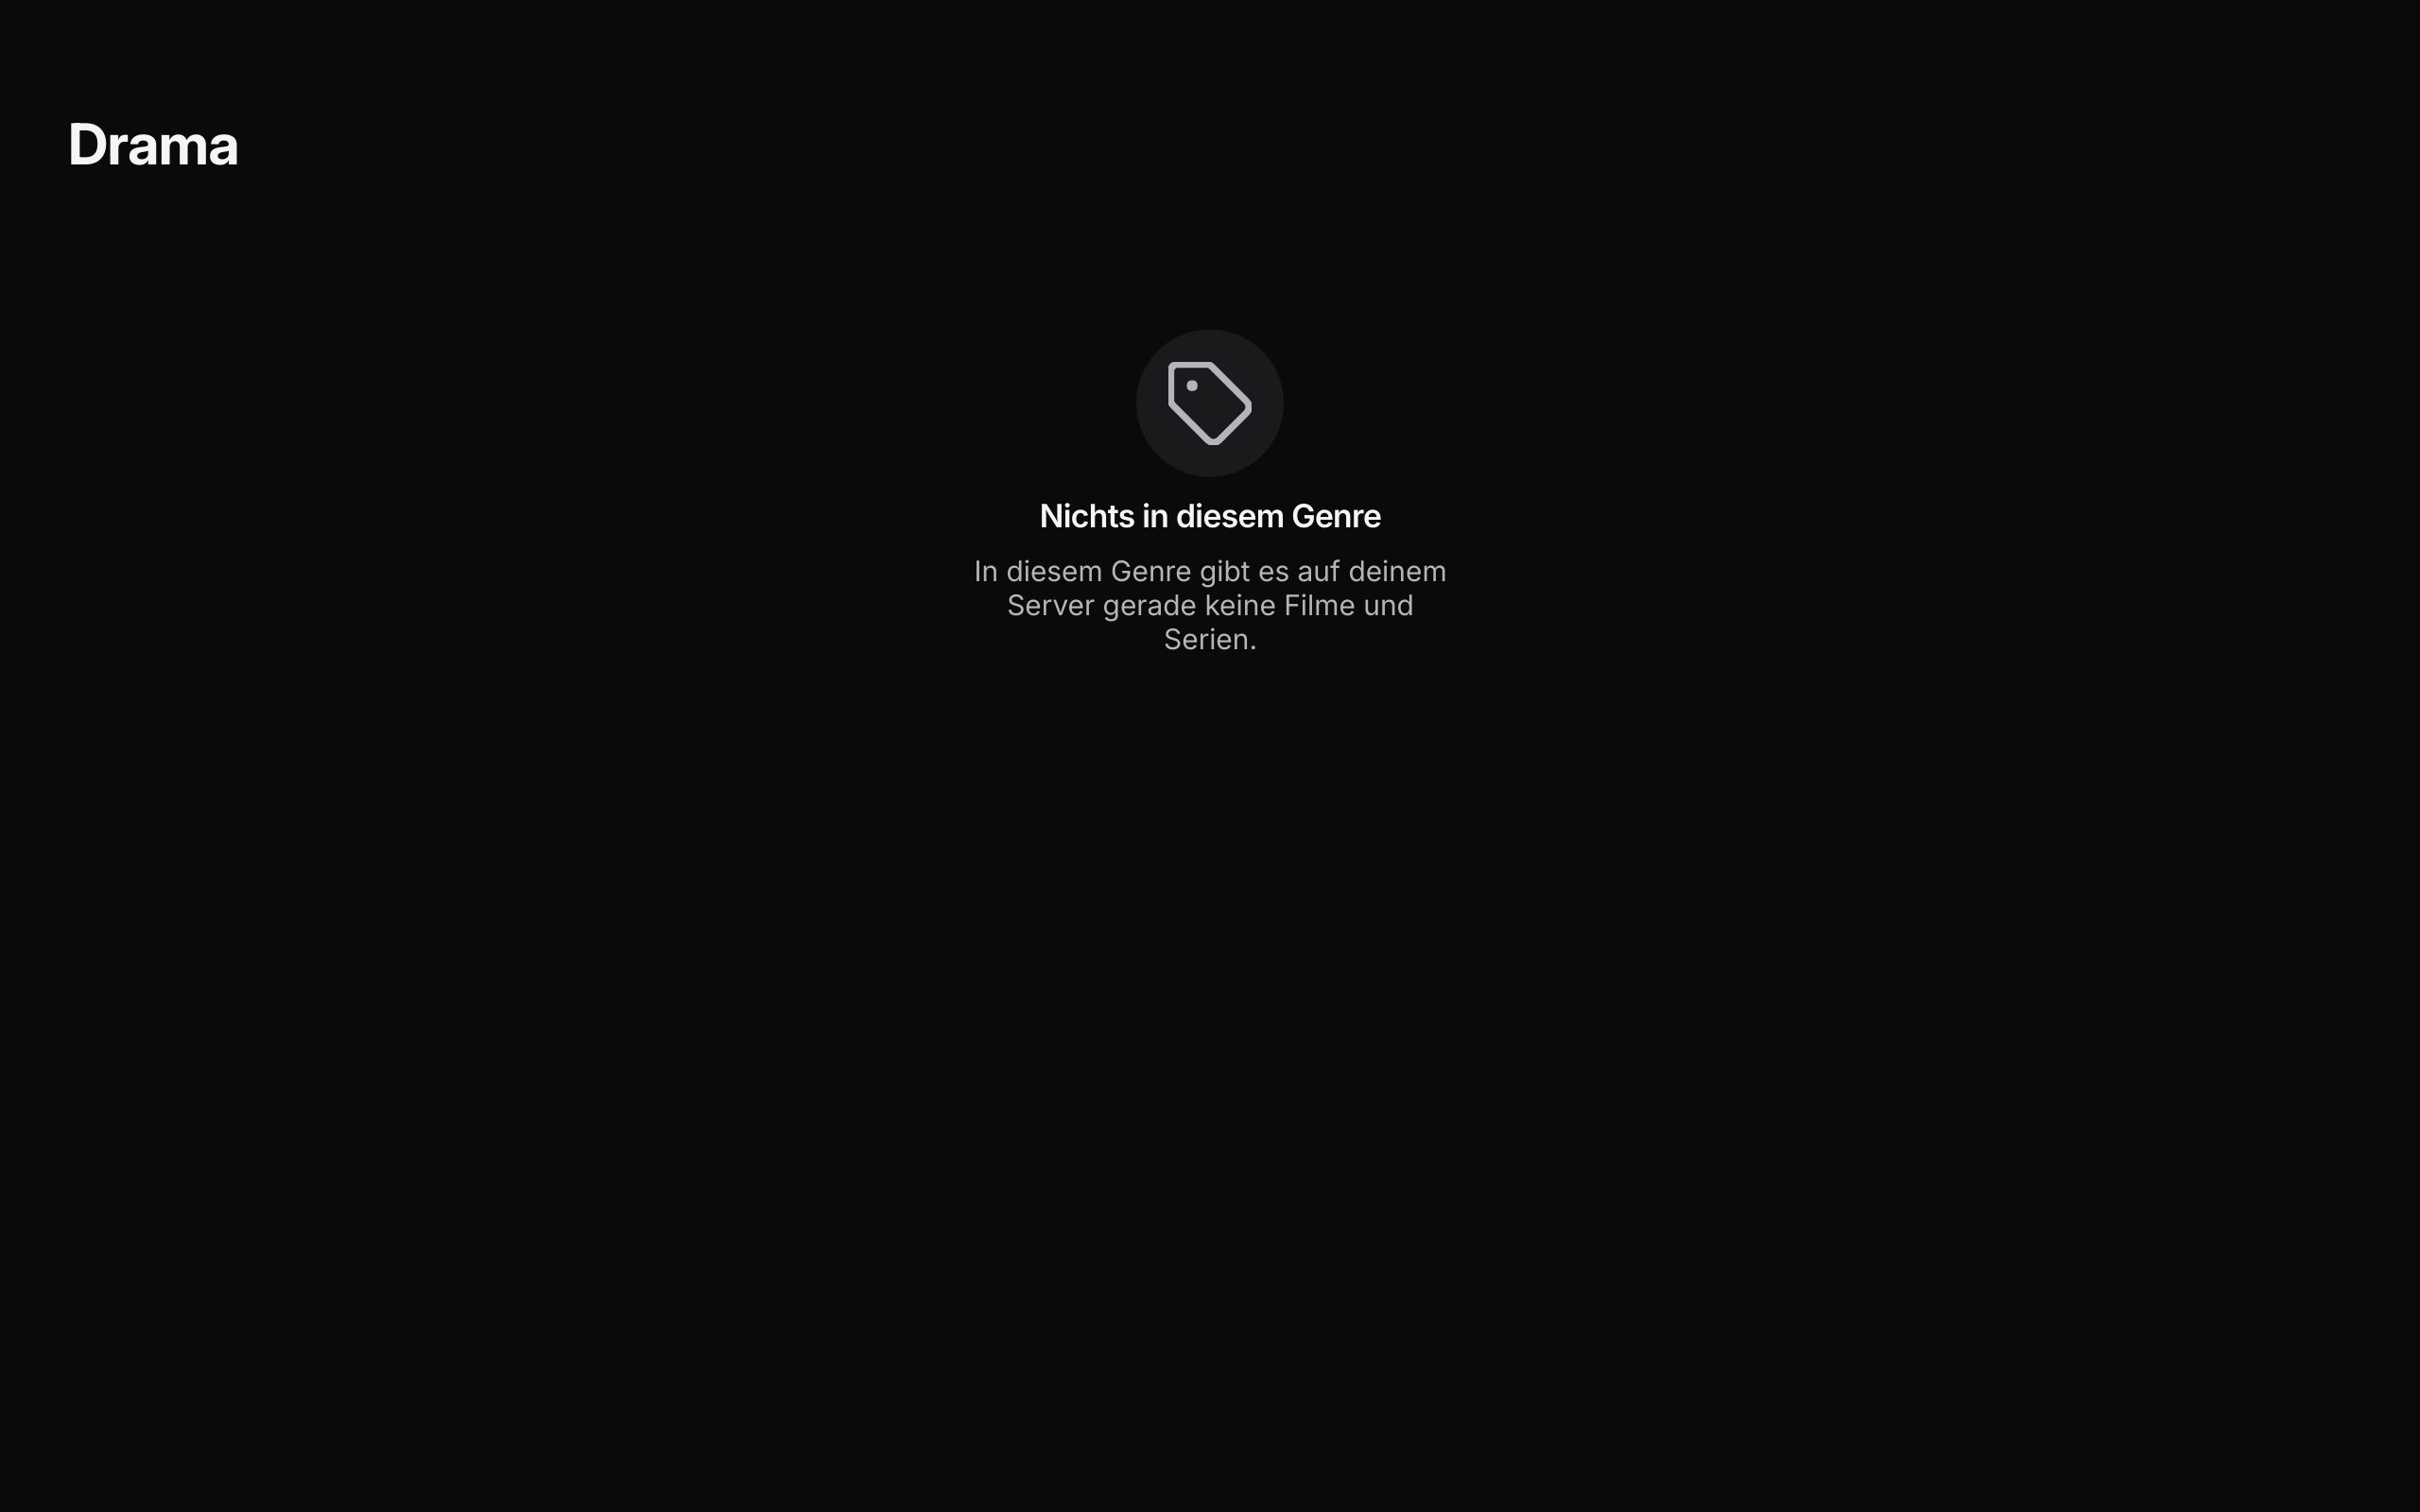 Drama
Nichts in diesem Genre
In diesem Genre gibt es auf deinem
Server gerade keine Filme und
Serien.